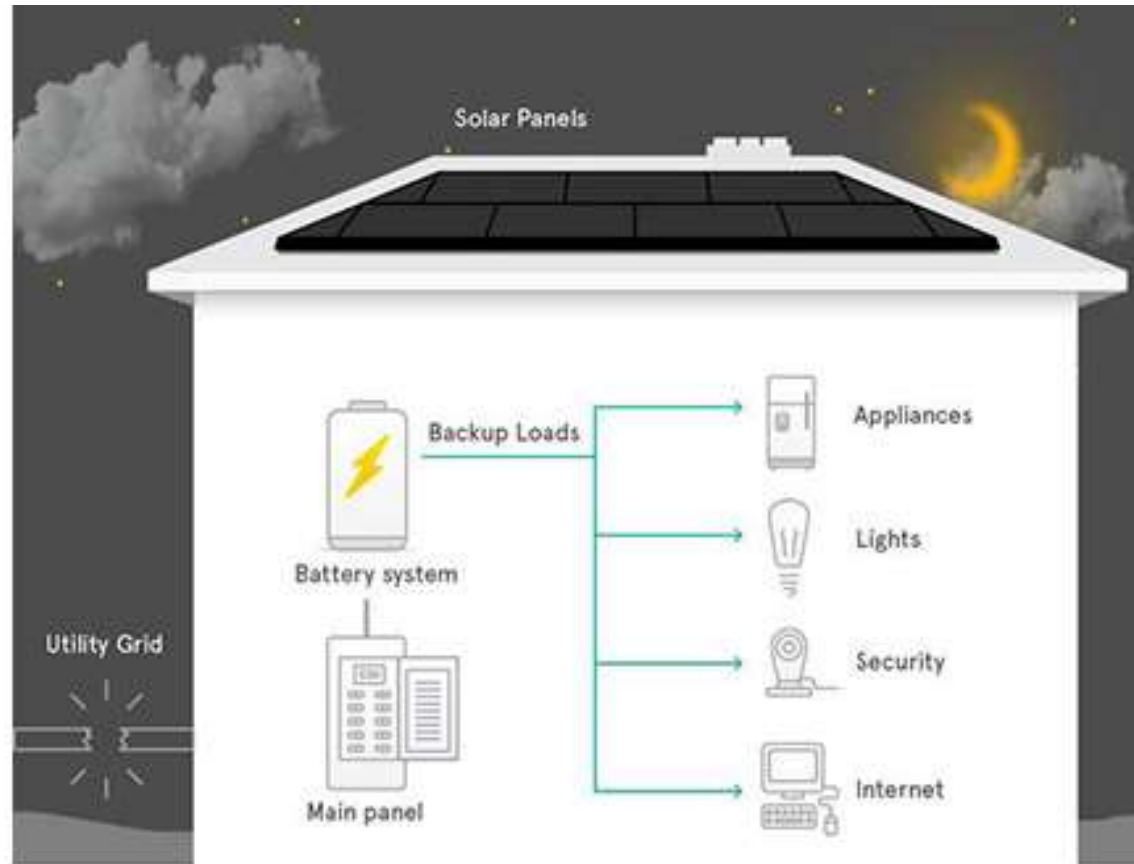 Solar Panels
Backup Loads
Appliances
Lights
Battery system
Utility Grid
Security
Internet
Main panel